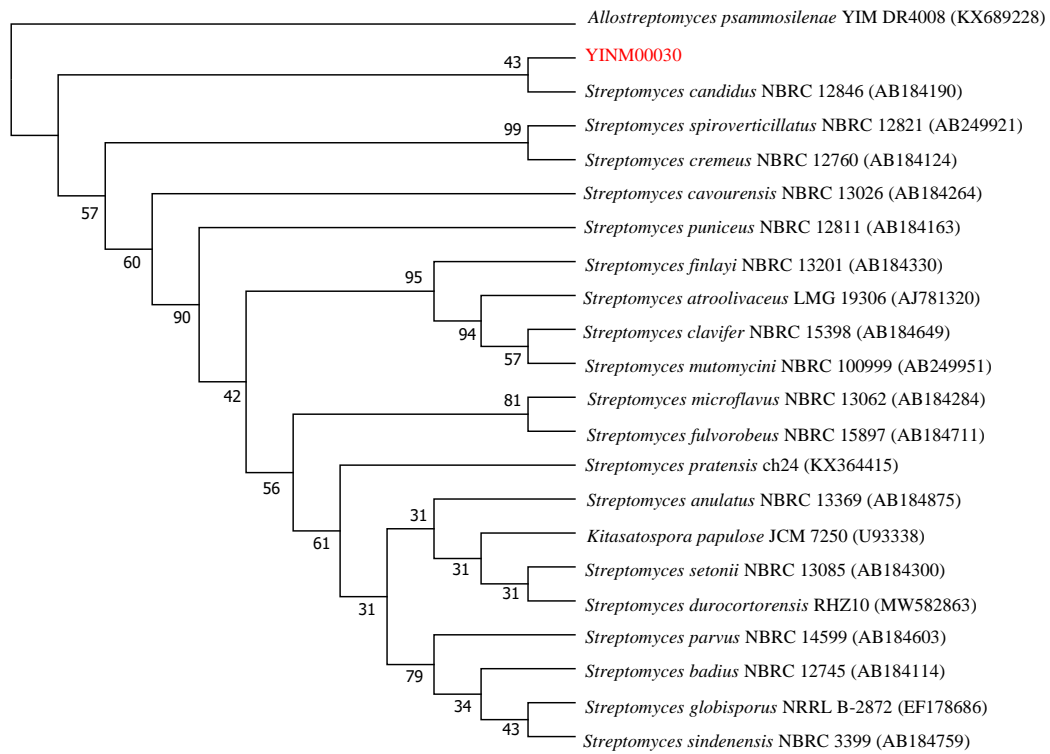 Allostreptomyces psammosilenae YIM DR4008 (KX689228)
YINM00030
43
Streptomyces candidus NBRC 12846 (AB184190)
Streptomyces spiroverticillatus NBRC 12821 (AB249921)
99
Streptomyces cremeus NBRC 12760 (AB184124)
Streptomyces cavourensis NBRC 13026 (AB184264)
57
Streptomyces puniceus NBRC 12811 (AB184163)
60
Streptomyces finlayi NBRC 13201 (AB184330)
95
Streptomyces atroolivaceus LMG 19306 (AJ781320)
90
Streptomyces clavifer NBRC 15398 (AB184649)
94
57
Streptomyces mutomycini NBRC 100999 (AB249951)
42
Streptomyces microflavus NBRC 13062 (AB184284)
81
Streptomyces fulvorobeus NBRC 15897 (AB184711)
Streptomyces pratensis ch24 (KX364415)
56
Streptomyces anulatus NBRC 13369 (AB184875)
31
Kitasatospora papulose JCM 7250 (U93338)
61
31
Streptomyces setonii NBRC 13085 (AB184300)
31
Streptomyces durocortorensis RHZ10 (MW582863)
31
Streptomyces parvus NBRC 14599 (AB184603)
Streptomyces badius NBRC 12745 (AB184114)
79
Streptomyces globisporus NRRL B-2872 (EF178686)
34
43
Streptomyces sindenensis NBRC 3399 (AB184759)